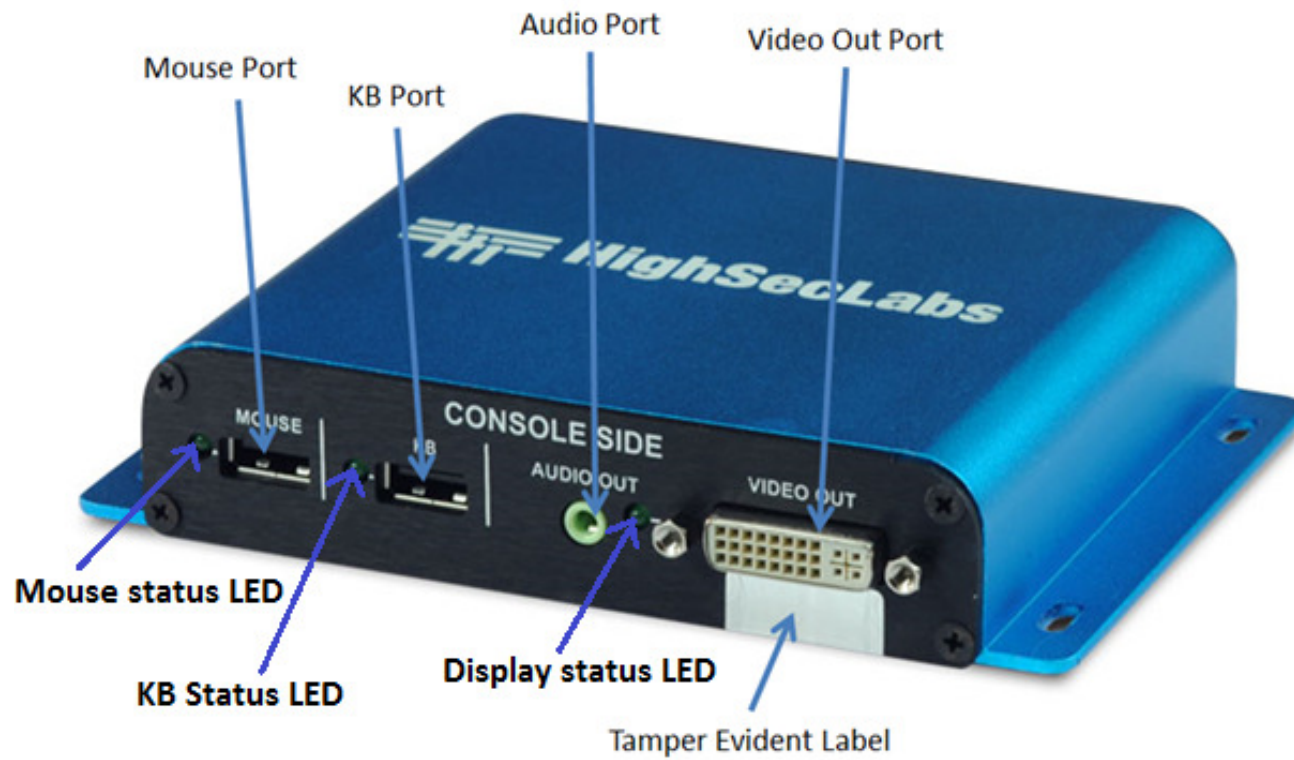 Audio Port
Video Out Port
Mouse Port
KB Port
HighSecLabs
CONSOLE SIDE
MOUSE
KB
AUDIO OUT
VIDEO OUT
Mouse status LED
KB Status LED
Display status LED
Tamper Evident Label